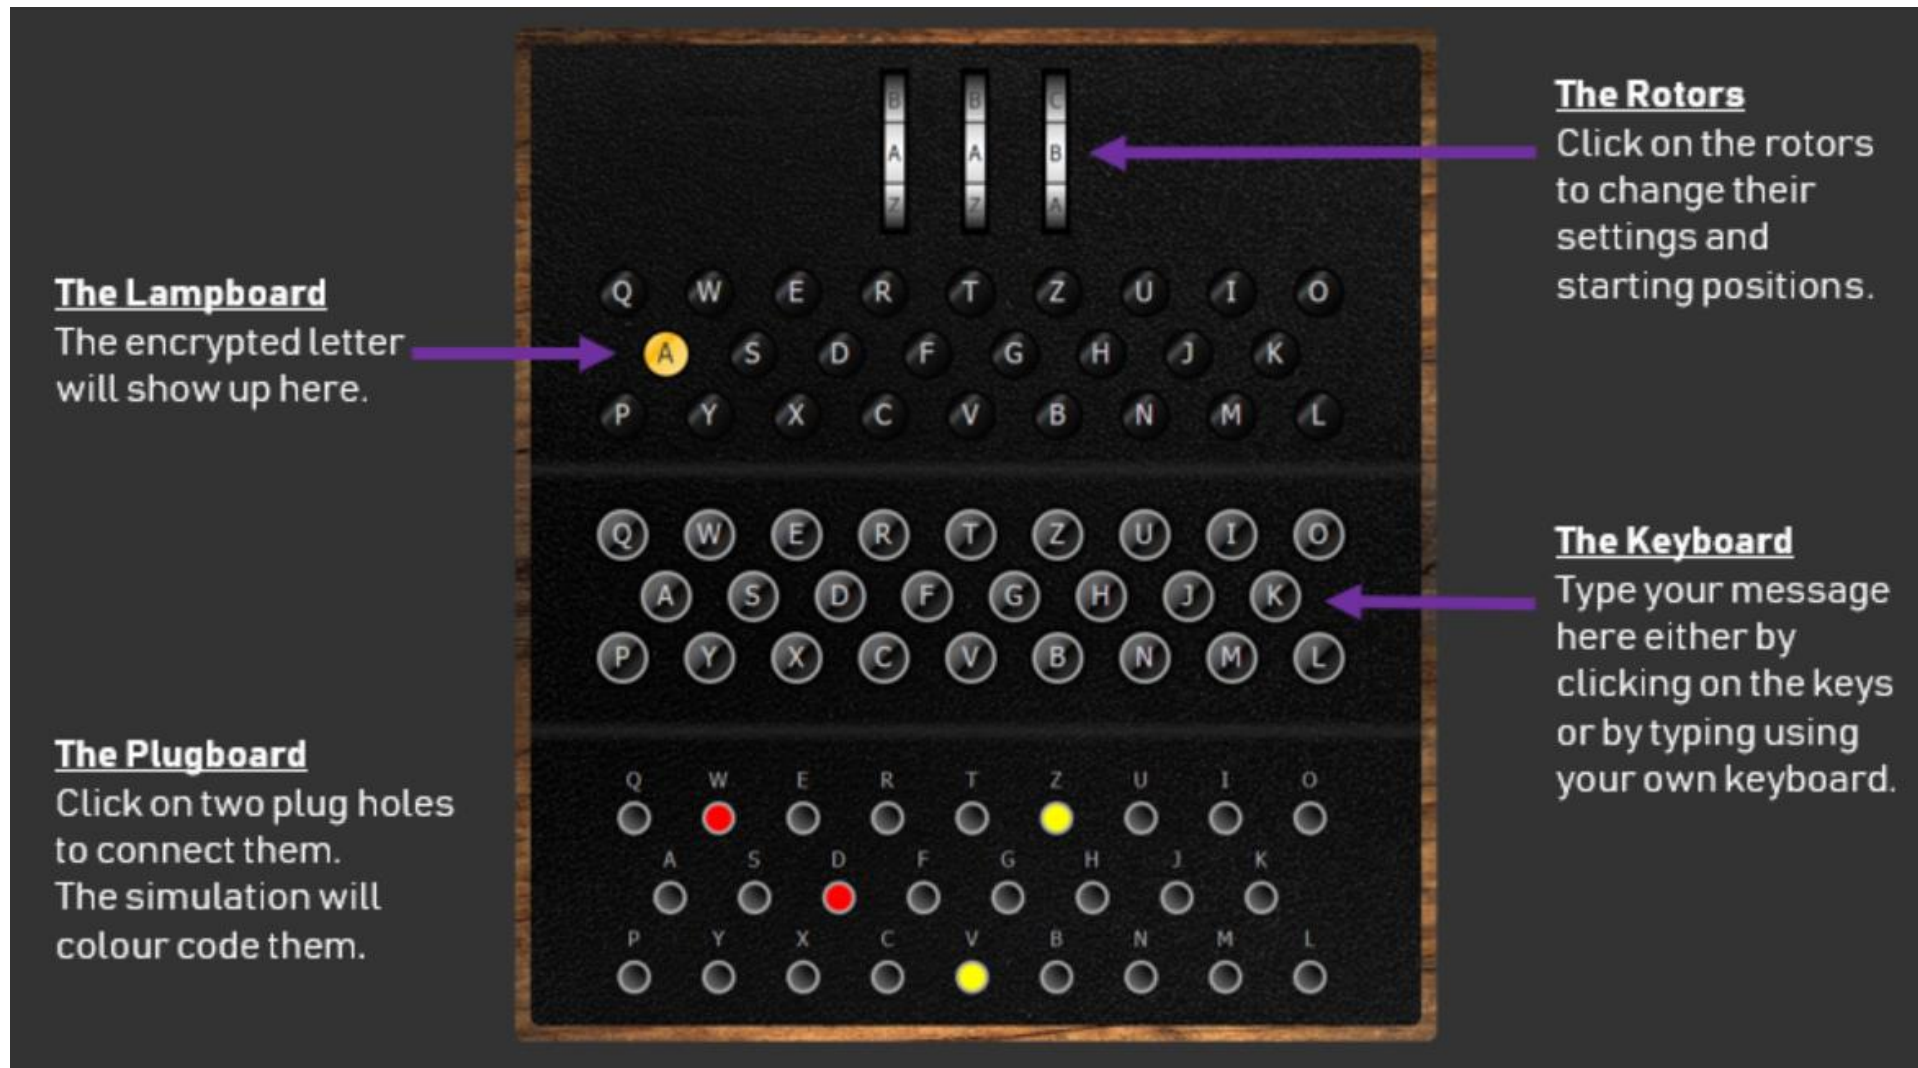 B B C
A A B
Z Z A
The Rotors
Click on the rotors
to change their
settings and
starting positions.
The Lampboard
The encrypted letter
will show up here.
Q W E R T Z U I O
A S D F G H J K
P Y X C V B N M L
Q W E R T Z U I O
A S D F G H J K
P Y X C V B N M L
The Keyboard
Type your message
here either by
clicking on the keys
or by typing using
your own keyboard.
The Plugboard
Click on two plug holes
to connect them.
The simulation will
colour code them.
Q W E R T Z U I O
A S D F G H J K
P Y X C V B N M L